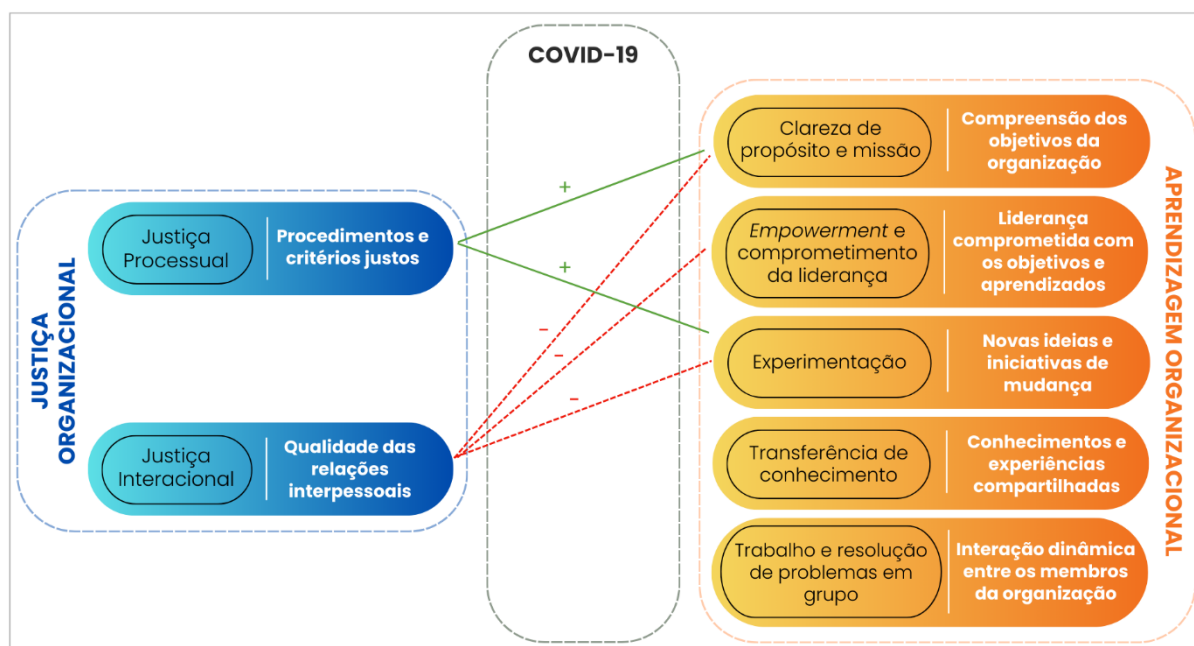 COVID-19
JUSTIÇA
ORGANIZACIONAL
Justiça
Processual
Procedimentos e
critérios justos
Justiça
Interacional
Qualidade das
relações
interpessoais
+
+
-
-
-
Clareza de
propósito e missão
Compreensão dos
objetivos da
organização
Empowerment e
comprometimento
da liderança
Liderança
comprometida com
os objetivos e
aprendizados
Experimentação
Novas ideias e
iniciativas de
mudança
Transferência de
conhecimento
Conhecimentos e
experiências
compartilhadas
Trabalho e resolução
de problemas em
grupo
Interação dinâmica
entre os membros
da organização
APRENDIZAGEM ORGANIZACIONAL